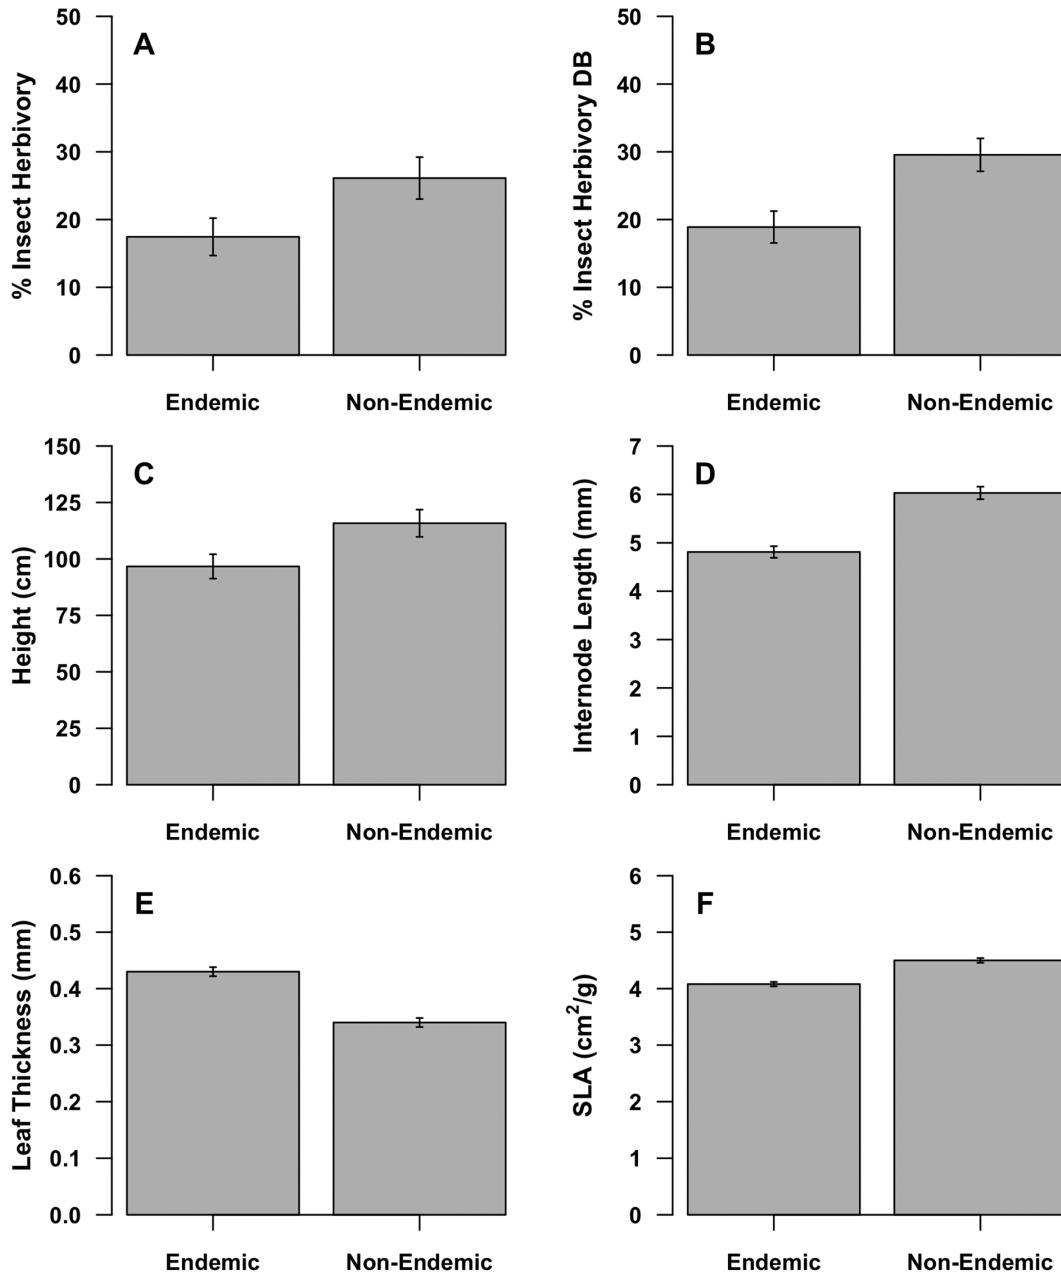 A
% Insect Herbivory
50
40
30
20
10
0
Endemic Non-Endemic
B
% Insect Herbivory DB
50
40
30
20
10
0
Endemic Non-Endemic
C
Height (cm)
150
125
100
75
50
25
0
Endemic Non-Endemic
D
Internode Length (mm)
7
6
5
4
3
2
1
0
Endemic Non-Endemic
E
Leaf Thickness (mm)
0.6
0.5
0.4
0.3
0.2
0.1
0.0
Endemic Non-Endemic
F
SLA (cm²/g)
6
5
4
3
2
1
0
Endemic Non-Endemic